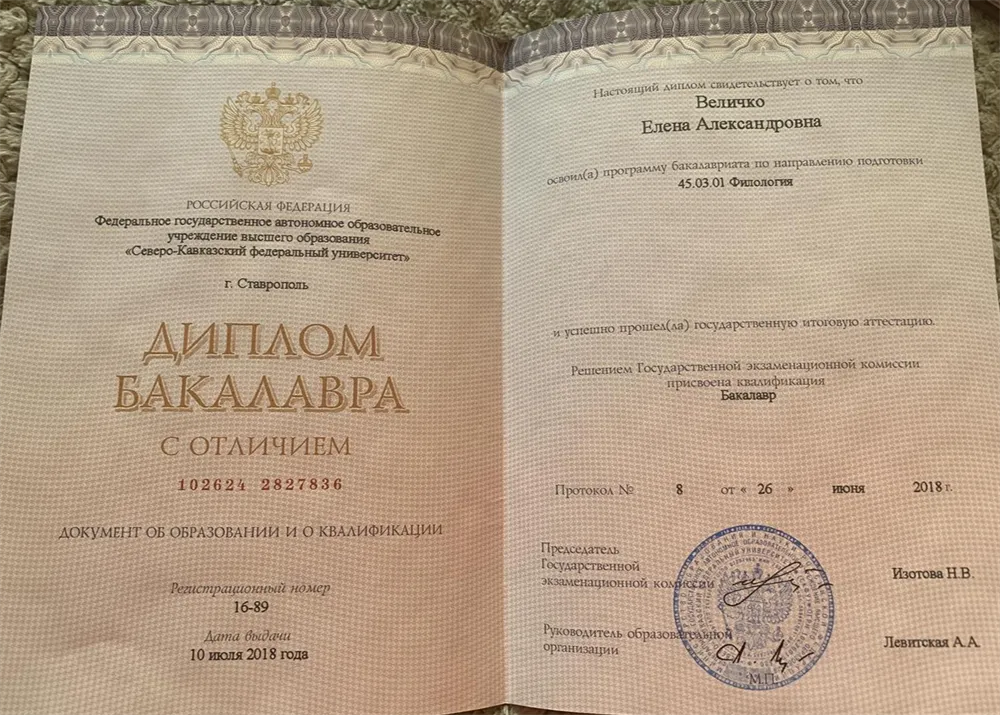 РОССИЙСКАЯ ФЕДЕРАЦИЯ
Федеральное государственное автономное образовательное
учреждение высшего образования
«Северо-Кавказский федеральный университет»
г. Ставрополь
ДИПЛОМ
БАКАЛАВРА
С ОТЛИЧИЕМ
102624 2827836
ДОКУМЕНТ ОБ ОБРАЗОВАНИИ И О КВАЛИФИКАЦИИ
Регистрационный номер
16-89
Дата выдачи
10 июля 2018 года
Настоящий диплом свидетельствует о том, что
Величко
Елена Александровна
освоил(а) программу бакалавриата по направлению подготовки
45.03.01 Филология
и успешно прошел(ла) государственную итоговую аттестацию.
Решением Государственной экзаменационной комиссии
присвоена квалификация
Бакалавр
Протокол № 8 от « 26 » июня 2018 г.
Председатель
Государственной
экзаменационной комиссии
Изотова Н.В.
Руководитель образовательной
организации
Левитская А.А.
М.П.